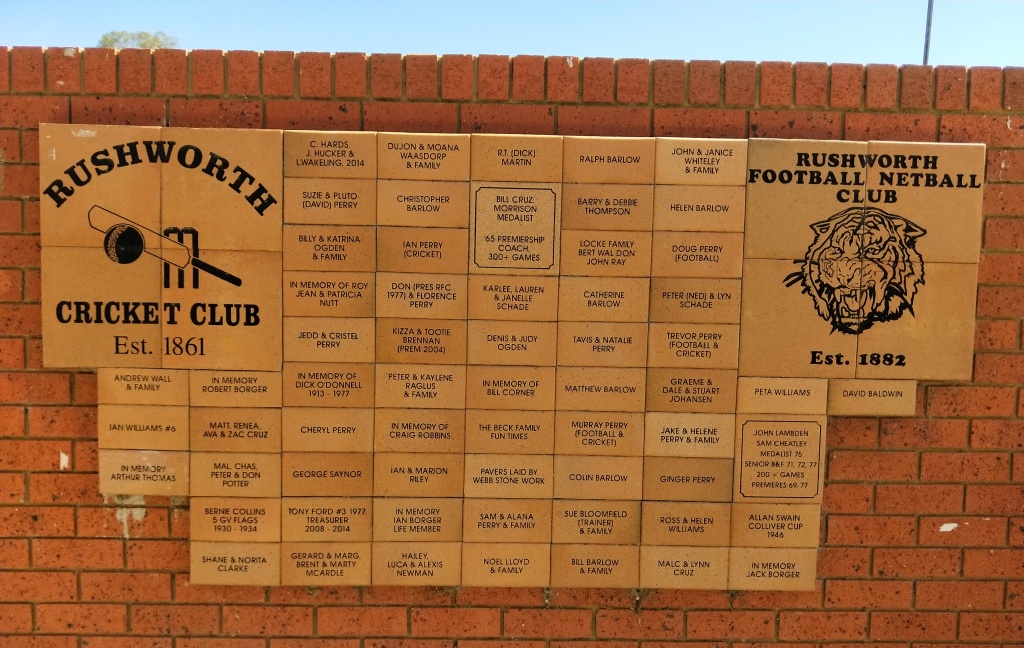 RUSHWORTH
CRICKET CLUB
Est. 1861
C. HARDS,
J. HUCKER &
L.WAKELING, 2014
DUJON & MOANA
WAASDORP
& FAMILY
R.T. (DICK)
MARTIN
RALPH BARLOW
JOHN & JANICE
WHITELEY
& FAMILY
RUSHWORTH
FOOTBALL NETBALL
CLUB
Est. 1882
SUZIE & PLUTO
(DAVID) PERRY
CHRISTOPHER
BARLOW
BILL CRUZ:
MORRISON
MEDALIST
'65 PREMIERSHIP
COACH,
300+ GAMES
BARRY & DEBBIE
THOMPSON
HELEN BARLOW
BILLY & KATRINA
OGDEN
& FAMILY
IAN PERRY
(CRICKET)
LOCKE FAMILY
BERT WAL DON
JOHN RAY
DOUG PERRY
(FOOTBALL)
IN MEMORY OF ROY
JEAN & PATRICIA
NUTT
DON (PRES RFC
1977) & FLORENCE
PERRY
KARLEE, LAUREN
& JANELLE
SCHADE
CATHERINE
BARLOW
PETER (NED) & LYN
SCHADE
JEDD & CRISTEL
PERRY
KIZZA & TOOTIE
BRENNAN
(PREM 2004)
DENIS & JUDY
OGDEN
TAVIS & NATALIE
PERRY
TREVOR PERRY
(FOOTBALL &
CRICKET)
ANDREW WALL
& FAMILY
IN MEMORY
ROBERT BORGER
IN MEMORY OF
DICK O'DONNELL
1913 - 1977
PETER & KAYLENE
RAGLUS
& FAMILY
IN MEMORY OF
BILL CORNER
MATTHEW BARLOW
GRAEME &
DALE & STUART
JOHANSEN
PETA WILLIAMS
DAVID BALDWIN
IAN WILLIAMS #6
MATT, RENEA,
AVA & ZAC CRUZ
CHERYL PERRY
IN MEMORY OF
CRAIG ROBBINS
THE BECK FAMILY
FUN TIMES
MURRAY PERRY
(FOOTBALL &
CRICKET)
JAKE & HELENE
PERRY & FAMILY
JOHN LAMBDEN
SAM CHEATLEY
MEDALIST 75
SENIOR B&F 71, 72, 77
200 + GAMES
PREMIERES 69, 77
IN MEMORY
ARTHUR THOMAS
MAL, CHAS,
PETER & DON
POTTER
GEORGE SAYNOR
IAN & MARION
RILEY
PAVERS LAID BY
WEBB STONE WORK
COLIN BARLOW
GINGER PERRY
BERNIE COLLINS
5 GV FLAGS
1930 - 1934
TONY FORD #3 1977
TREASURER
2008 - 2014
IN MEMORY
IAN BORGER
LIFE MEMBER
SAM & ALANA
PERRY & FAMILY
SUE BLOOMFIELD
(TRAINER)
& FAMILY
ROSS & HELEN
WILLIAMS
ALLAN SWAIN
COLLIVER CUP
1946
SHANE & NORITA
CLARKE
GERARD & MARG,
BRENT & MARTY
MCARDLE
HAILEY,
LUCA & ALEXIS
NEWMAN
NOEL LLOYD
& FAMILY
BILL BARLOW
& FAMILY
MALC & LYNN
CRUZ
IN MEMORY
JACK BORGER